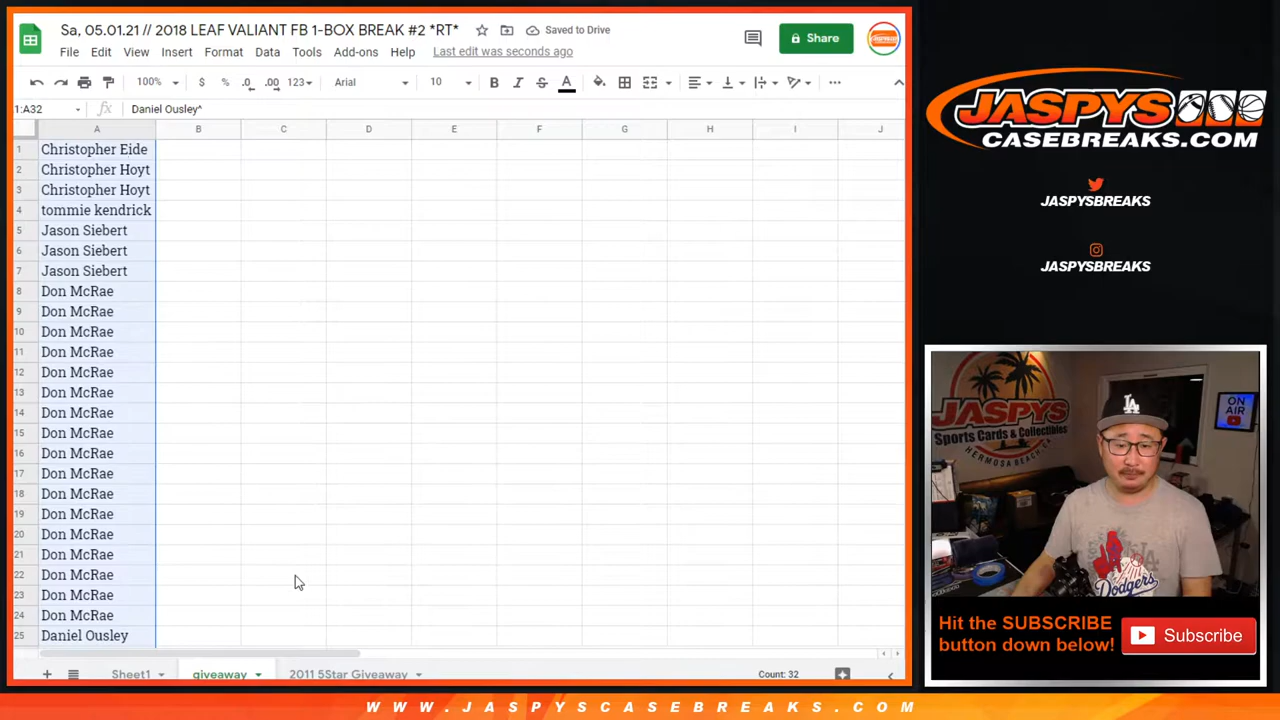 Sa, 05.01.21 // 2018 LEAF VALIANT FB 1-BOX BREAK #2 *RT*
Saved to Drive
File Edit View Insert Format Data Tools Add-ons Help Last edit was seconds ago
Share
100% $ % .0 .00 123 Arial 10 B I S A
1:A32 fx Daniel Ousley^
A B C D E F G H I J
1 Christopher Eide
2 Christopher Hoyt
3 Christopher Hoyt
4 tommie kendrick
5 Jason Siebert
6 Jason Siebert
7 Jason Siebert
8 Don McRae
9 Don McRae
10 Don McRae
11 Don McRae
12 Don McRae
13 Don McRae
14 Don McRae
15 Don McRae
16 Don McRae
17 Don McRae
18 Don McRae
19 Don McRae
20 Don McRae
21 Don McRae
22 Don McRae
23 Don McRae
24 Don McRae
25 Daniel Ousley
Sheet1 giveaway 2011 5Star Giveaway Count: 32
JASPYS
CASEBREAKS.COM
JASPYSBREAKS
JASPYSBREAKS
JASPYS
Sports Cards & Collectibles
HERMOSA BEACH, CA
ON
AIR
LA
Dodgers
Hit the SUBSCRIBE
button down below!
Subscribe
WWW.JASPYSCASEBREAKS.COM